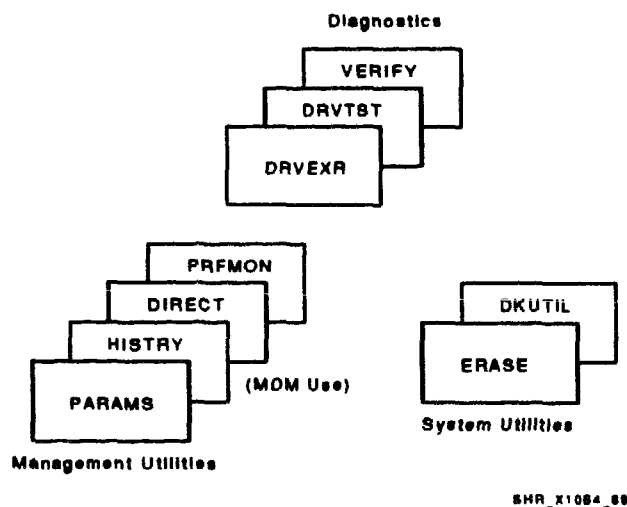 Diagnostics
VERIFY
DRVTST
DRVEXR
PRFMON
DIRECT
HISTRY
PARAMS
(MOM Use)
Management Utilities
DKUTIL
ERASE
System Utilities
SHR_X1084_89